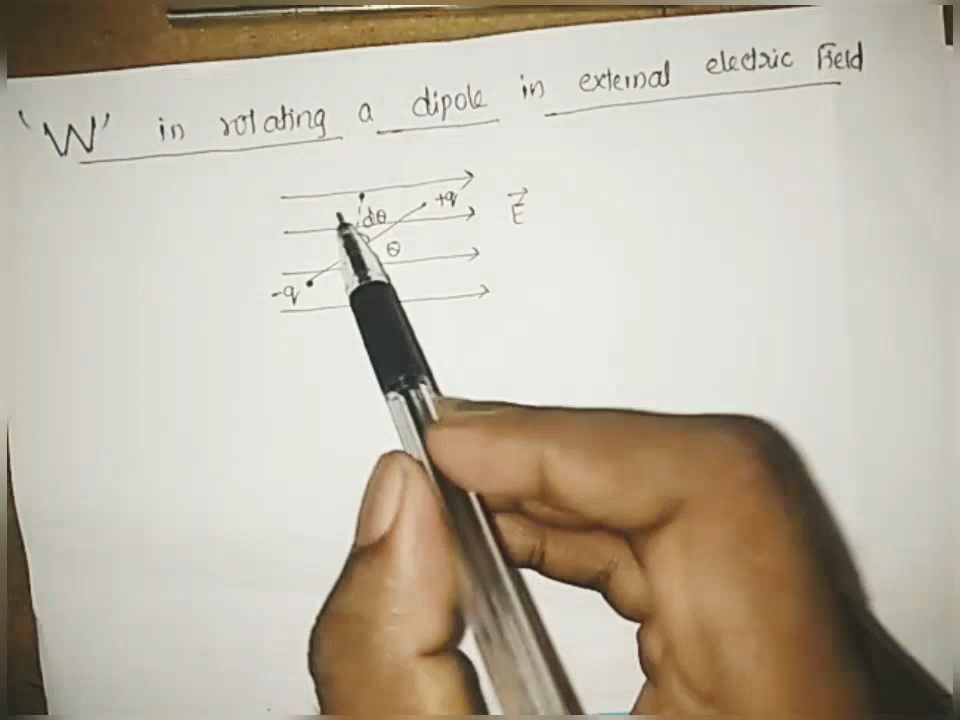 'W' in rotating a dipole in external electric Field
+q
dθ
E⃗
θ
-q